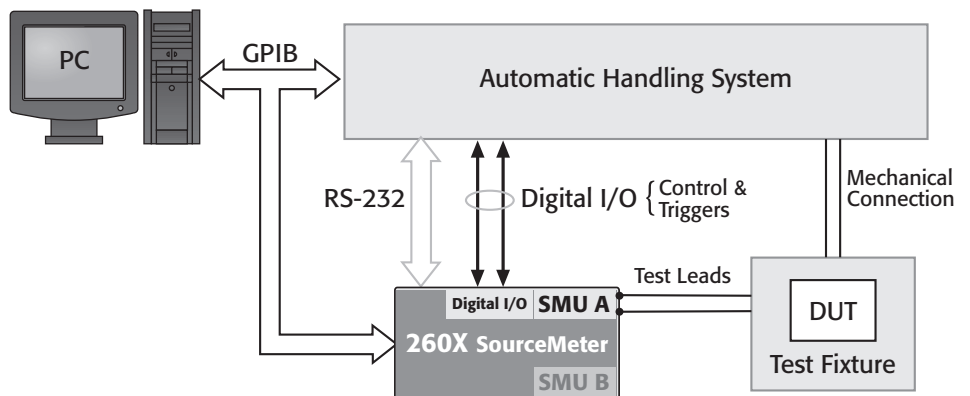 PC
GPIB
Automatic Handling System
RS-232
Digital I/O { Control &
Triggers
Mechanical
Connection
Test Leads
Digital I/O SMU A
260X SourceMeter
SMU B
DUT
Test Fixture